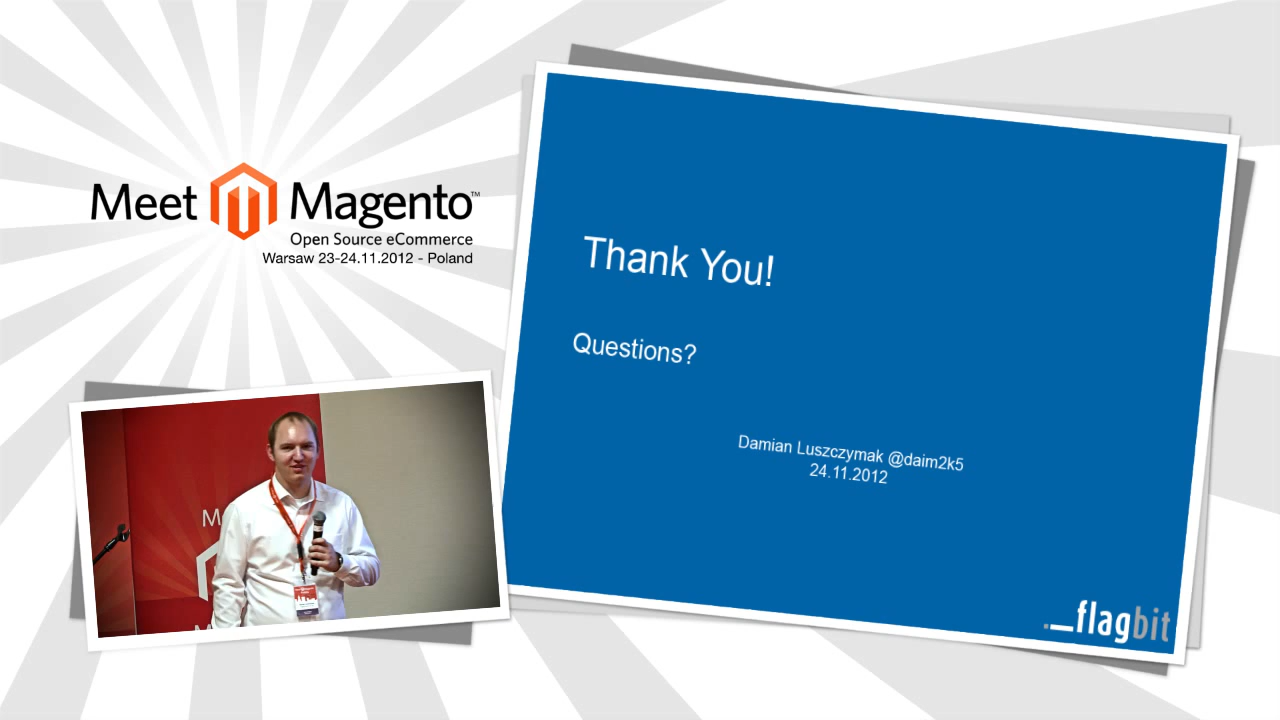 Meet Magento™
Open Source eCommerce
Warsaw 23-24.11.2012 - Poland
Thank You!
Questions?
Damian Luszczymak @daim2k5
24.11.2012
._flagbit